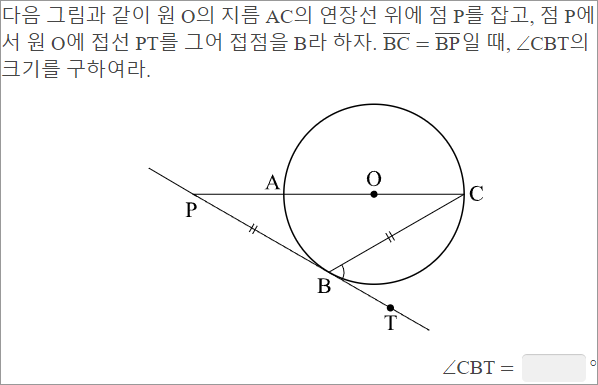 다음 그림과 같이 원 O의 지름 AC의 연장선 위에 점 P를 잡고, 점 P에
서 원 O에 접선 PT를 그어 접점을 B라 하자. B̅C̅ = B̅P̅일 때, ∠CBT의
크기를 구하여라.
A
O
C
P
B
T
∠CBT = °